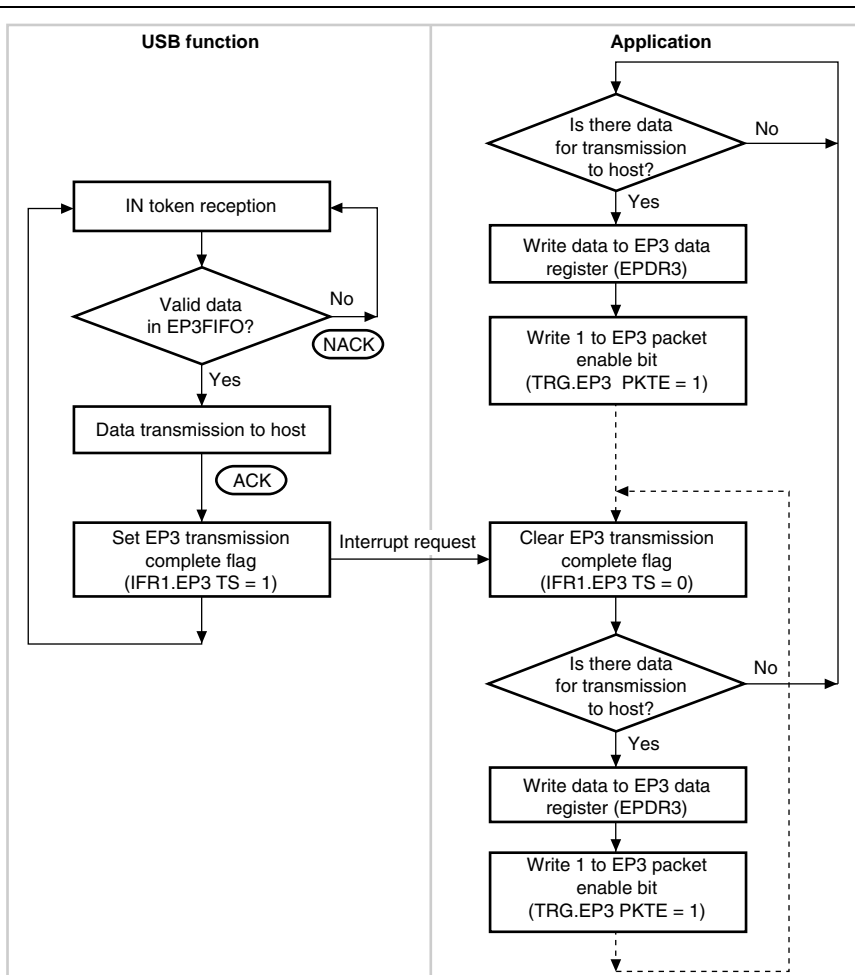 USB function
IN token reception
Valid data
in EP3FIFO?
No
NACK
Yes
Data transmission to host
ACK
Set EP3 transmission
complete flag
(IFR1.EP3 TS = 1)
Interrupt request
Application
Is there data
for transmission
to host?
No
Yes
Write data to EP3 data
register (EPDR3)
Write 1 to EP3 packet
enable bit
(TRG.EP3 PKTE = 1)
Clear EP3 transmission
complete flag
(IFR1.EP3 TS = 0)
Is there data
for transmission
to host?
No
Yes
Write data to EP3 data
register (EPDR3)
Write 1 to EP3 packet
enable bit
(TRG.EP3 PKTE = 1)